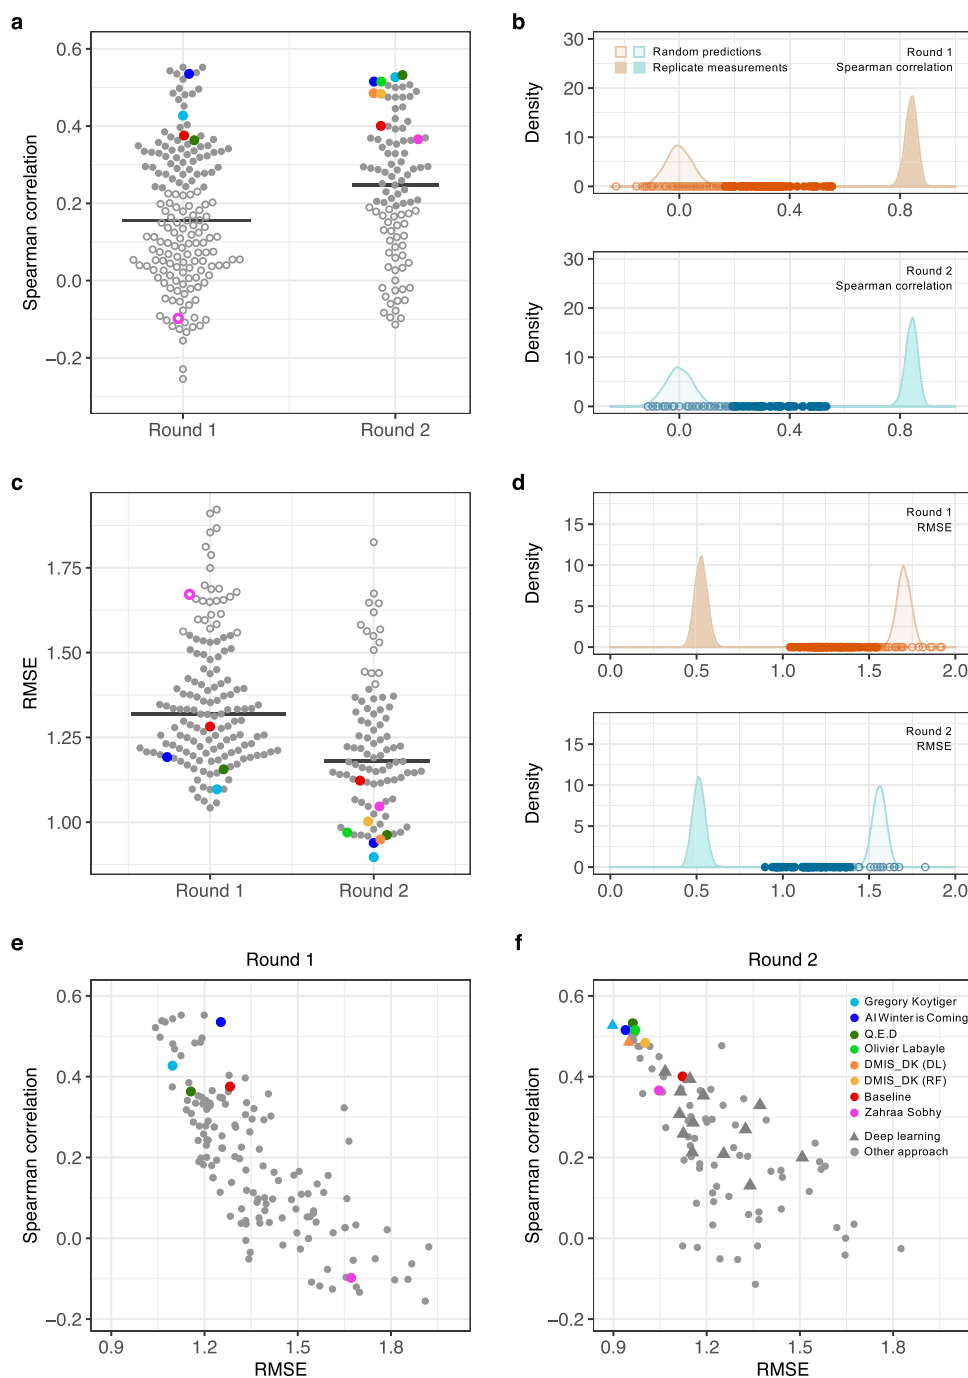 a
0.6
0.4
0.2
0.0
−0.2
Spearman correlation
Round 1
Round 2
b
30
20
10
0
Density
Random predictions
Replicate measurements
Round 1
Spearman correlation
0.0
0.4
0.8
30
20
10
0
Density
Round 2
Spearman correlation
0.0
0.4
0.8
c
1.75
1.50
1.25
1.00
RMSE
Round 1
Round 2
d
15
10
5
0
Density
Round 1
RMSE
0.0
0.5
1.0
1.5
2.0
15
10
5
0
Density
Round 2
RMSE
0.0
0.5
1.0
1.5
2.0
e
Round 1
0.6
0.4
0.2
0.0
−0.2
Spearman correlation
0.9
1.2
1.5
1.8
RMSE
f
Round 2
0.6
0.4
0.2
0.0
−0.2
Spearman correlation
Gregory Koytiger
AI Winter is Coming
Q.E.D
Olivier Labayle
DMIS_DK (DL)
DMIS_DK (RF)
Baseline
Zahraa Sobhy
Deep learning
Other approach
0.9
1.2
1.5
1.8
RMSE